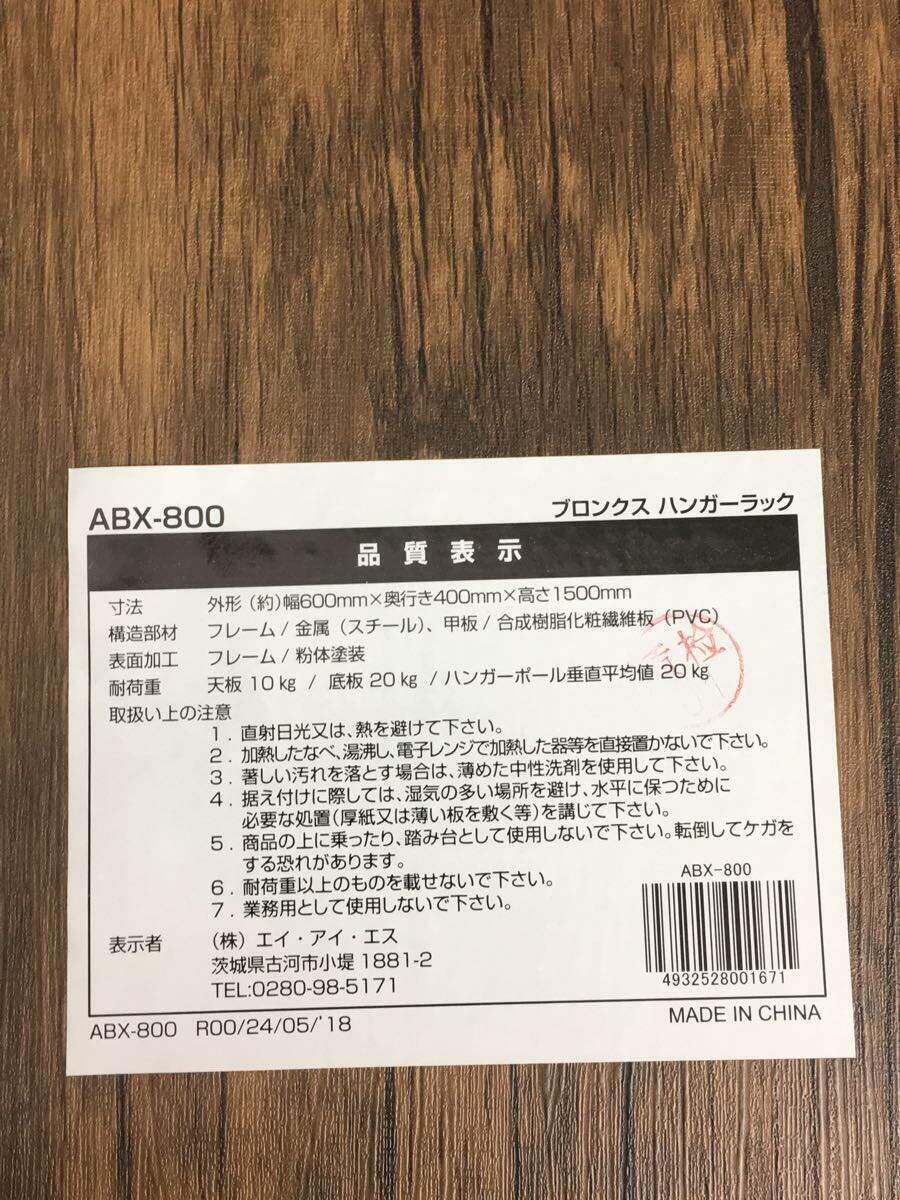 ABX-800 ブロンクス ハンガーラック
品質表示
寸法 外形(約)幅600mm×奥行き400mm×高さ1500mm
構造部材 フレーム/金属(スチール)、甲板/合成樹脂化粧繊維板(PVC)
表面加工 フレーム/粉体塗装
耐荷重 天板10㎏ / 底板20㎏ /ハンガーポール垂直平均値 20㎏
取扱い上の注意
1. 直射日光又は、熱を避けて下さい。
2. 加熱したなべ、湯沸し、電子レンジで加熱した器等を直接置かないで下さい。
3. 著しい汚れを落とす場合は、薄めた中性洗剤を使用して下さい。
4. 据え付けに際しては、湿気の多い場所を避け、水平に保つために
必要な処置(厚紙又は薄い板を敷く等)を講じて下さい。
5. 商品の上に乗ったり、踏み台として使用しないで下さい。転倒してケガを
する恐れがあります。
6. 耐荷重以上のものを載せないで下さい。
7. 業務用として使用しないで下さい。
表示者 (株)エイ・アイ・エス
茨城県古河市小堤 1881-2
TEL:0280-98-5171
ABX-800
4932528001671
ABX-800 R00/24/05/'18
MADE IN CHINA
検